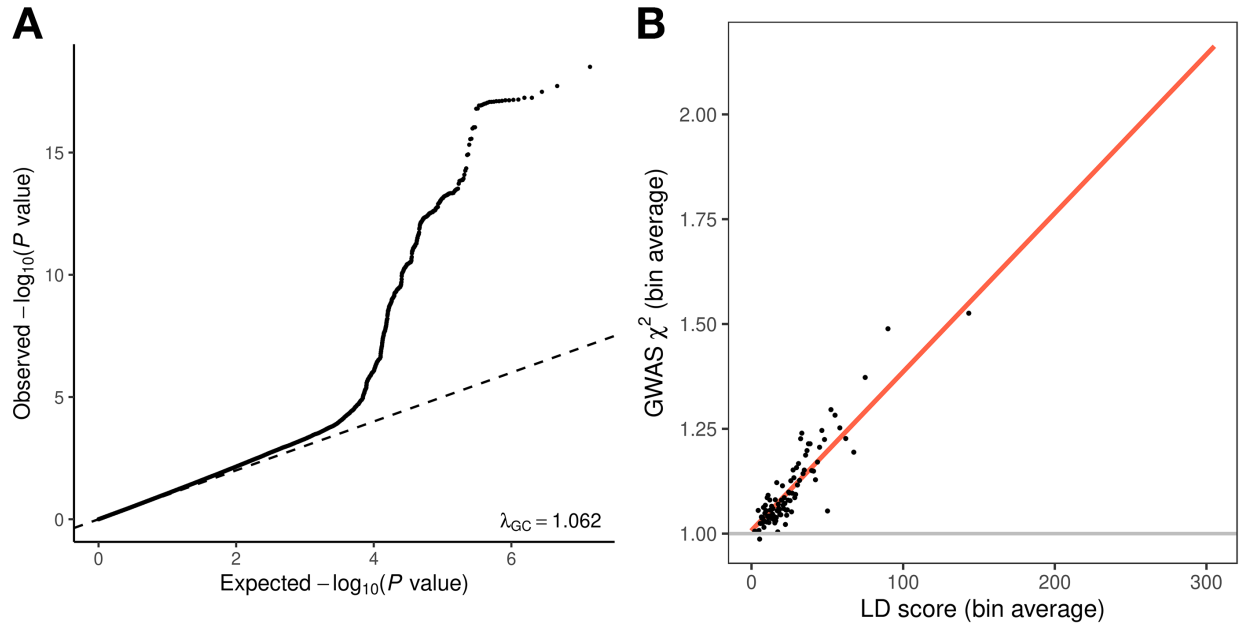 A
Observed −log10(P value)
15
10
5
0
λGC = 1.062
0 2 4 6
Expected −log10(P value)
B
GWAS χ2 (bin average)
2.00
1.75
1.50
1.25
1.00
0 100 200 300
LD score (bin average)